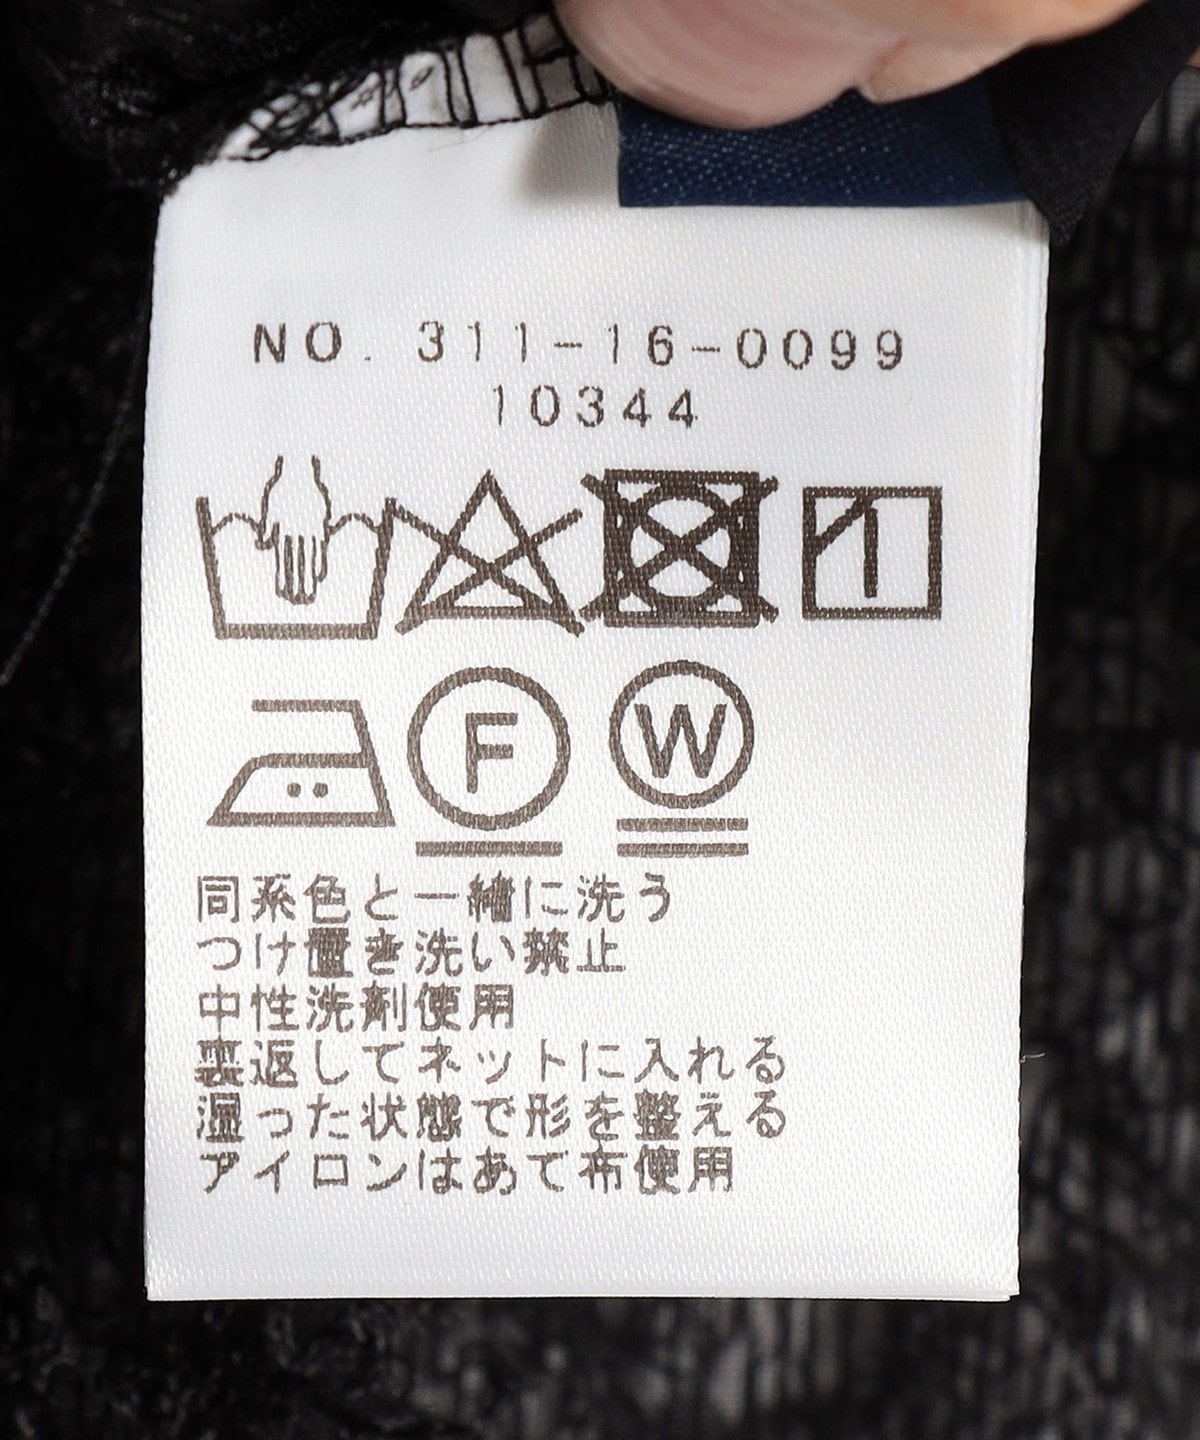 NO. 311-16-0099
10344
F W
同系色と一緒に洗う
つけ置き洗い禁止
中性洗剤使用
裏返してネットに入れる
湿った状態で形を整える
アイロンはあて布使用